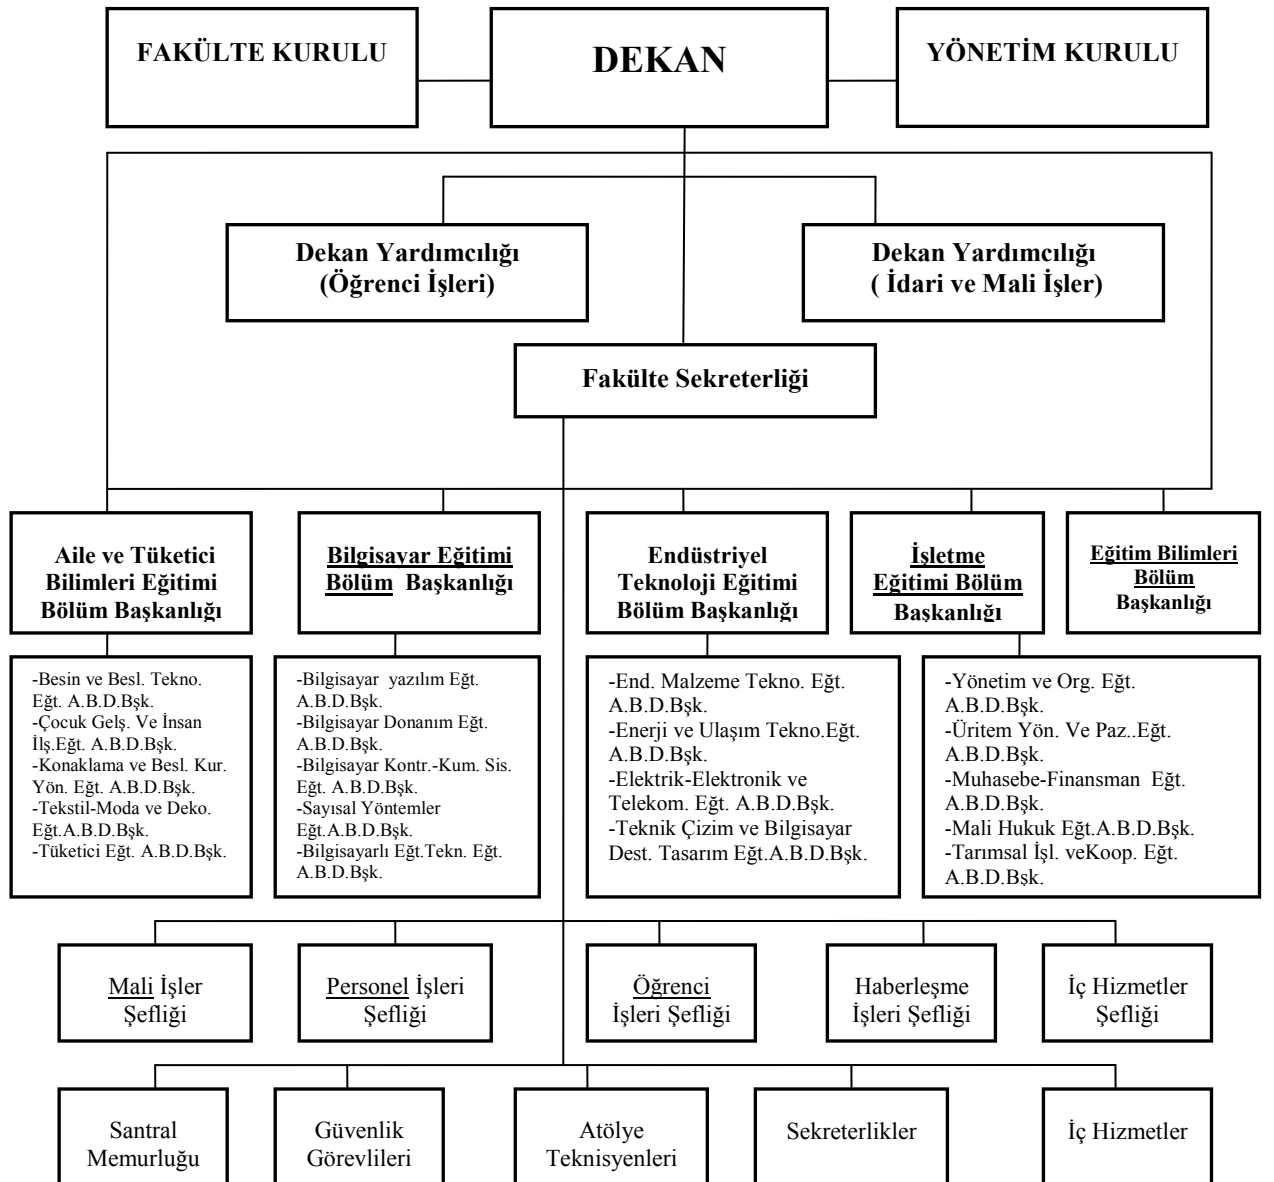 FAKÜLTE KURULU
DEKAN
YÖNETİM KURULU
Dekan Yardımcılığı
(Öğrenci İşleri)
Dekan Yardımcılığı
( İdari ve Mali İşler)
Fakülte Sekreterliği
Aile ve Tüketici
Bilimleri Eğitimi
Bölüm Başkanlığı
Bilgisayar Eğitimi
Bölüm Başkanlığı
Endüstriyel
Teknoloji Eğitimi
Bölüm Başkanlığı
İşletme
Eğitimi Bölüm
Başkanlığı
Eğitim Bilimleri
Bölüm
Başkanlığı
-Besin ve Besl. Tekno.
Eğt. A.B.D.Bşk.
-Çocuk Gelş. Ve İnsan
İlş.Eğt. A.B.D.Bşk.
-Konaklama ve Besl. Kur.
Yön. Eğt. A.B.D.Bşk.
-Tekstil-Moda ve Deko.
Eğt.A.B.D.Bşk.
-Tüketici Eğt. A.B.D.Bşk.
-Bilgisayar yazılım Eğt.
A.B.D.Bşk.
-Bilgisayar Donanım Eğt.
A.B.D.Bşk.
-Bilgisayar Kontr.-Kum. Sis.
Eğt. A.B.D.Bşk.
-Sayısal Yöntemler
Eğt.A.B.D.Bşk.
-Bilgisayarlı Eğt.Tekn. Eğt.
A.B.D.Bşk.
-End. Malzeme Tekno. Eğt.
A.B.D.Bşk.
-Enerji ve Ulaşım Tekno.Eğt.
A.B.D.Bşk.
-Elektrik-Elektronik ve
Telekom. Eğt. A.B.D.Bşk.
-Teknik Çizim ve Bilgisayar
Dest. Tasarım Eğt.A.B.D.Bşk.
-Yönetim ve Org. Eğt.
A.B.D.Bşk.
-Üritem Yön. Ve Paz..Eğt.
A.B.D.Bşk.
-Muhasebe-Finansman Eğt.
A.B.D.Bşk.
-Mali Hukuk Eğt.A.B.D.Bşk.
-Tarımsal İşl. veKoop. Eğt.
A.B.D.Bşk.
Mali İşler
Şefliği
Personel İşleri
Şefliği
Öğrenci
İşleri Şefliği
Haberleşme
İşleri Şefliği
İç Hizmetler
Şefliği
Santral
Memurluğu
Güvenlik
Görevlileri
Atölye
Teknisyenleri
Sekreterlikler
İç Hizmetler